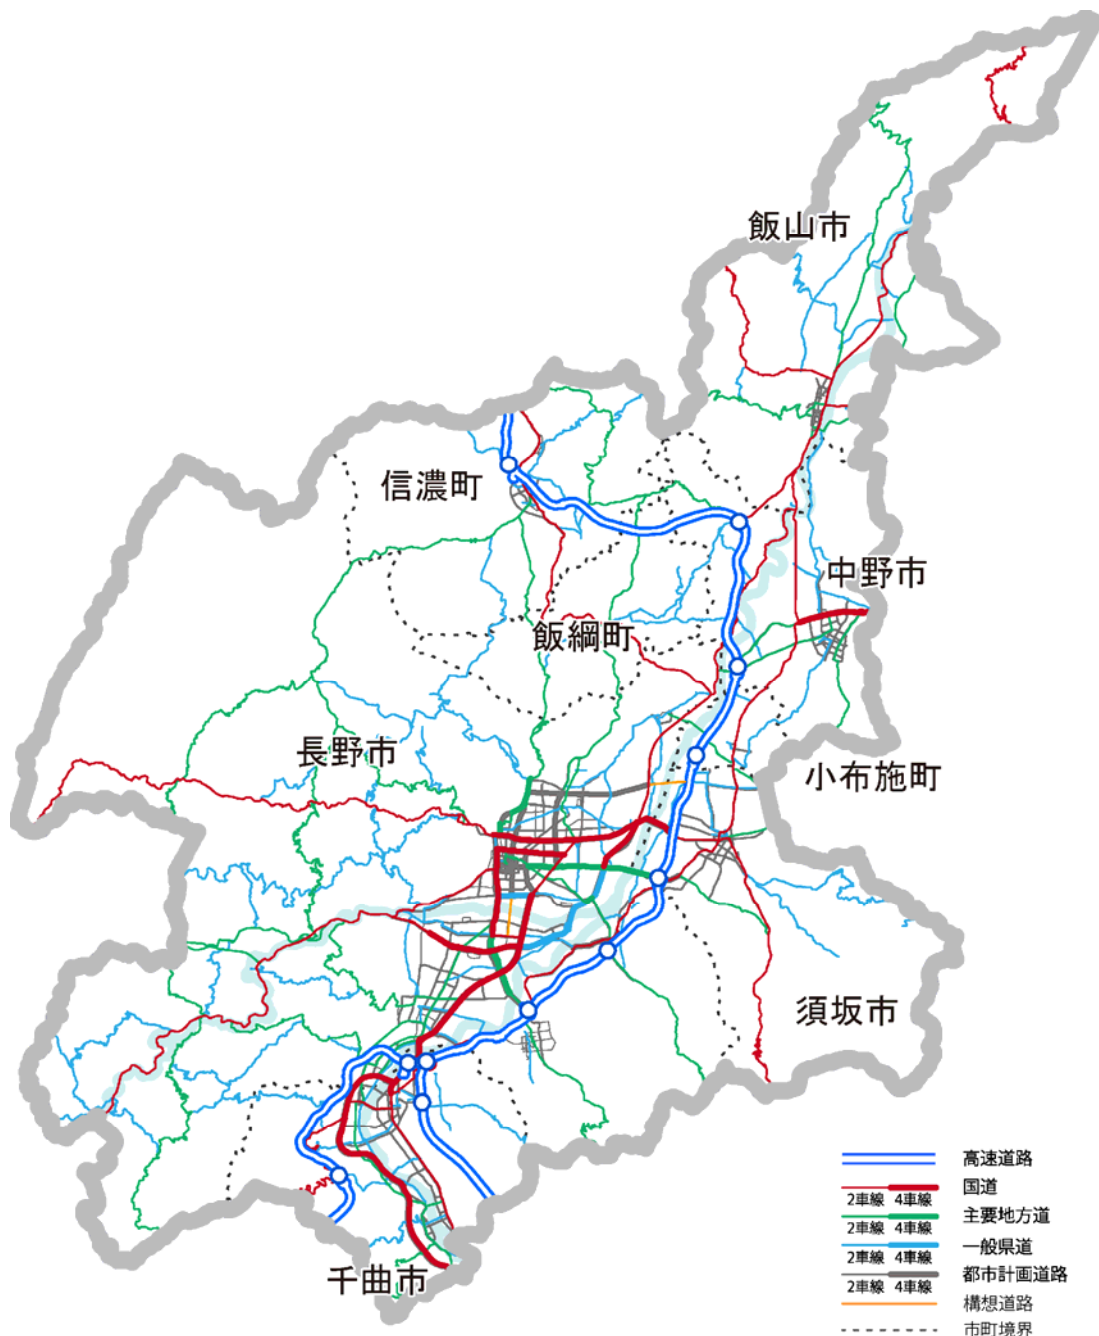 飯山市
信濃町
中野市
飯綱町
長野市
小布施町
須坂市
千曲市
高速道路
国道
2車線 4車線
主要地方道
2車線 4車線
一般県道
2車線 4車線
都市計画道路
2車線 4車線
構想道路
市町境界